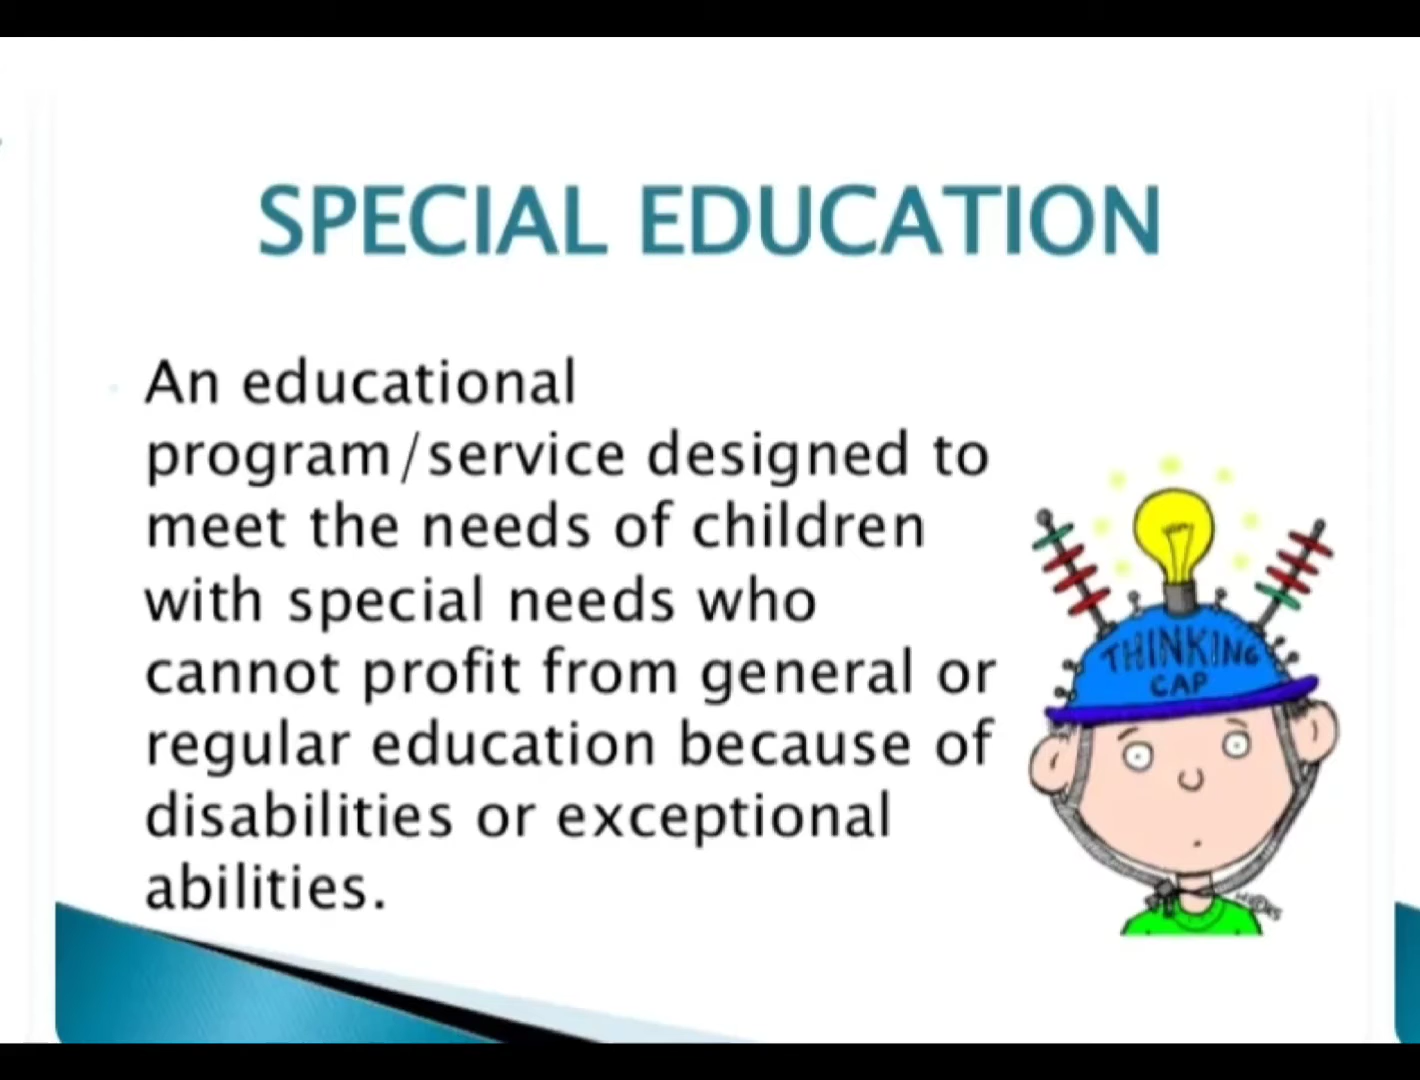 SPECIAL EDUCATION
An educational
program/service designed to
meet the needs of children
with special needs who
cannot profit from general or
regular education because of
disabilities or exceptional
abilities.
THINKING
CAP